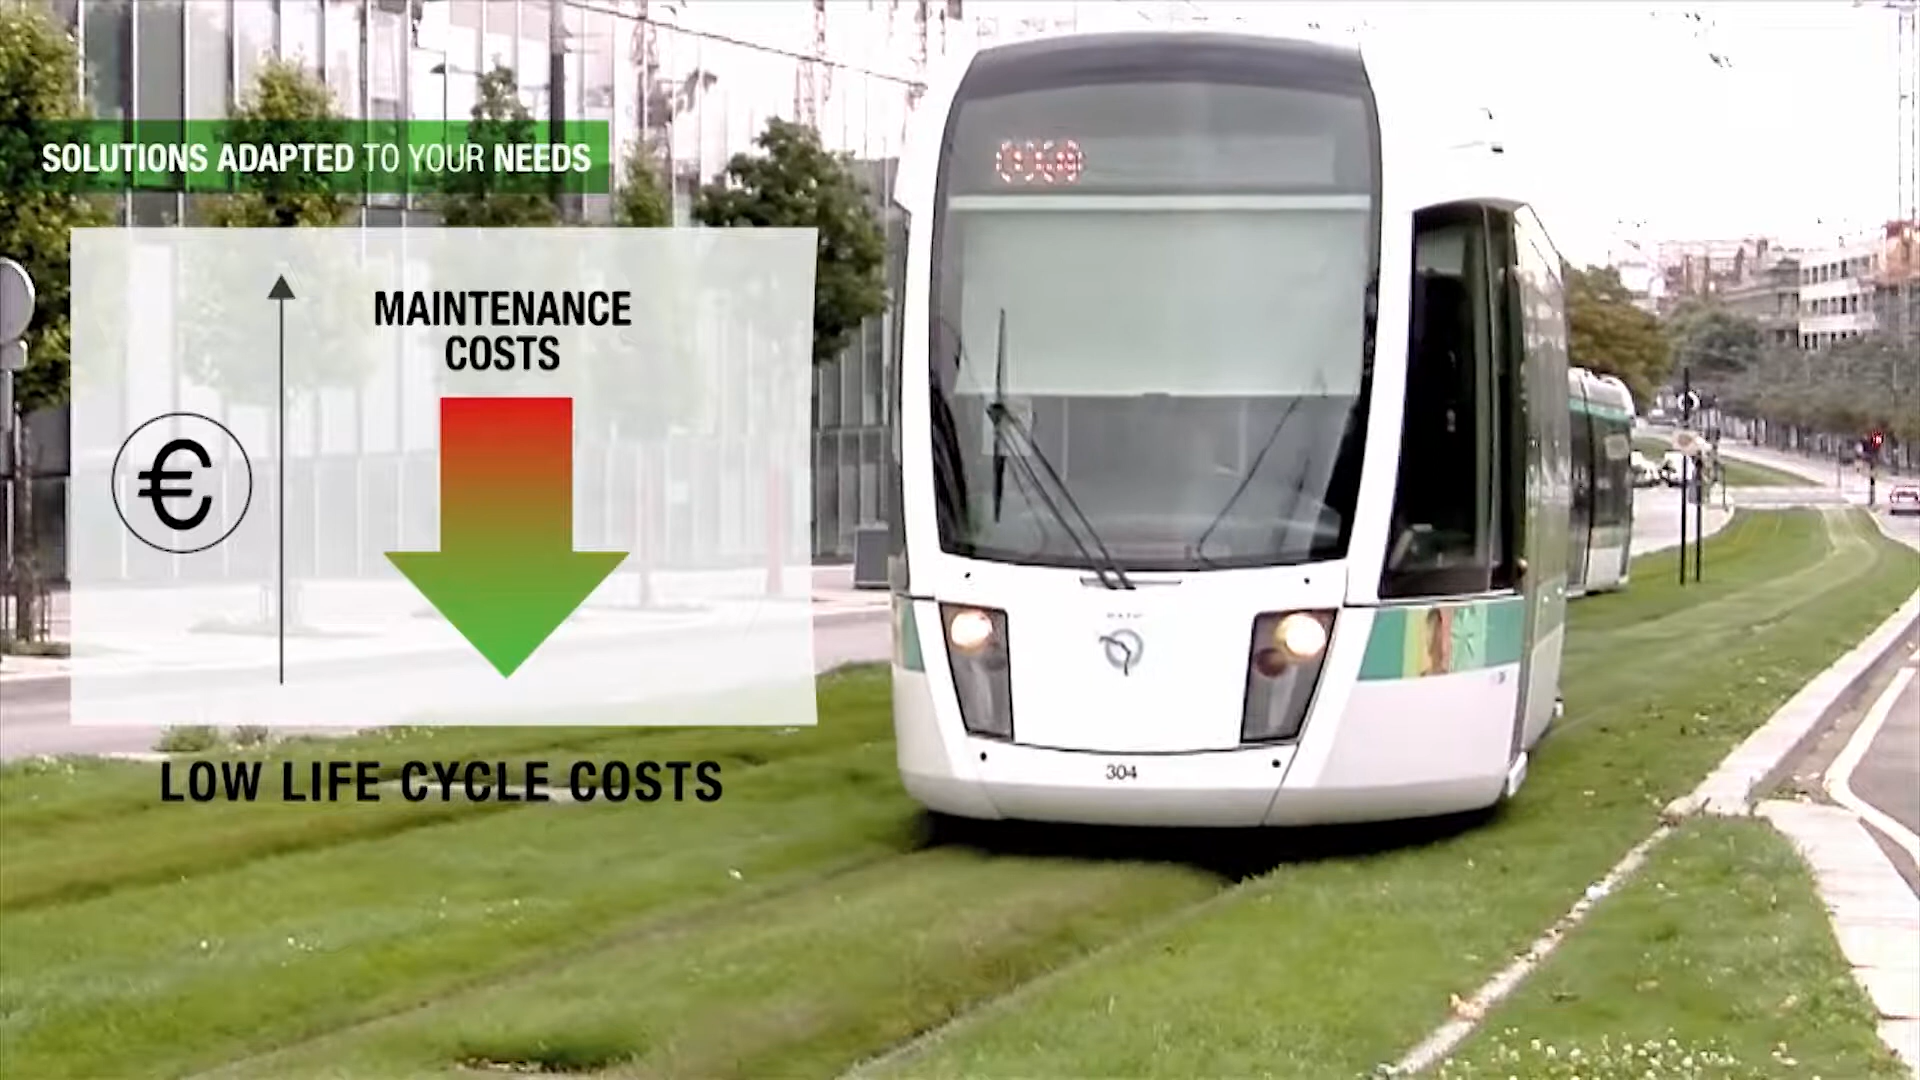 SOLUTIONS ADAPTED TO YOUR NEEDS
MAINTENANCE
COSTS
€
LOW LIFE CYCLE COSTS
304